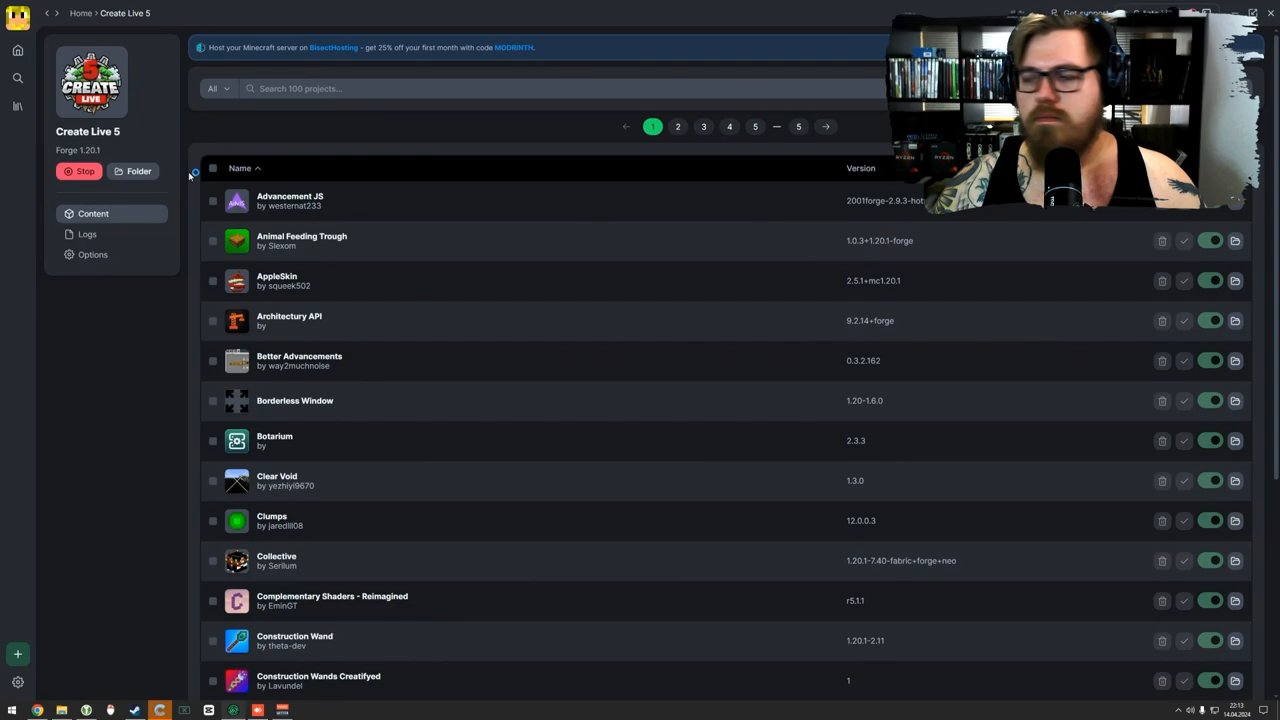 Home > Create Live 5
Host your Minecraft server on BisectHosting - get 25% off your first month with code MODRINTH.
5
CREATE
LIVE
Create Live 5
Forge 1.20.1
Stop
Folder
Content
Logs
Options
All
Search 100 projects...
1 2 3 4 5 — 5
Name
Version
Advancement JS
by westernat233
2001forge-2.9.3-hot
Animal Feeding Trough
by Slexom
1.0.3+1.20.1-forge
AppleSkin
by squeek502
2.5.1+mc1.20.1
Architectury API
by
9.2.14+forge
Better Advancements
by way2muchnoise
0.3.2.162
Borderless Window
1.20-1.6.0
Botarium
by
2.3.3
Clear Void
by yezhiyi9670
1.3.0
Clumps
by jaredlll08
12.0.0.3
Collective
by Serilum
1.20.1-7.40-fabric+forge+neo
Complementary Shaders - Reimagined
by EminGT
r5.1.1
Construction Wand
by theta-dev
1.20.1-2.11
Construction Wands Creatifyed
by Lavundel
1
RYZEN
RYZEN
22:13
14.04.2024